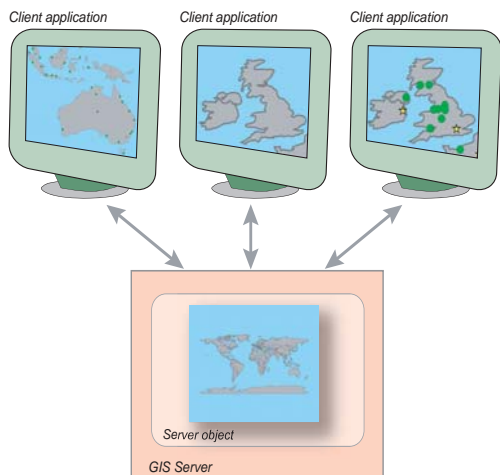 Client application
Client application
Client application
Server object
GIS Server